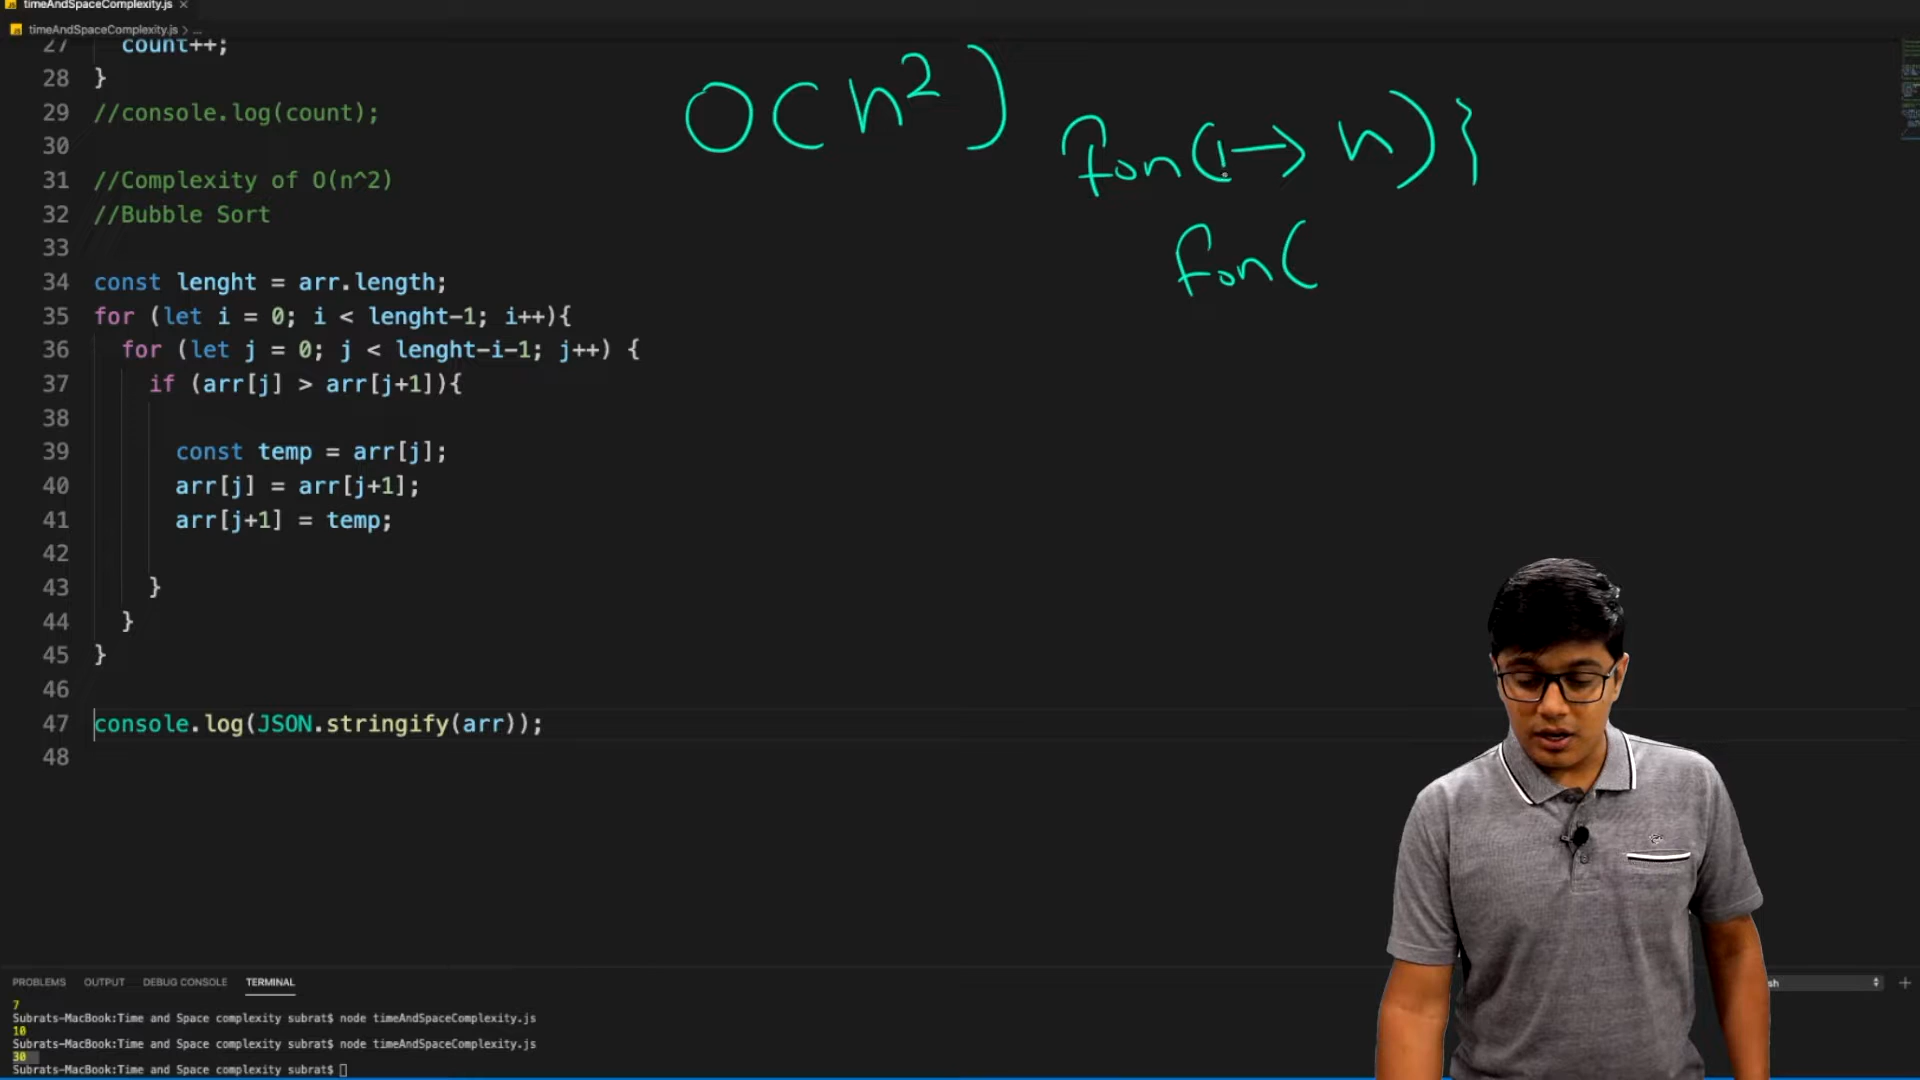 timeAndSpaceComplexity.js ×
timeAndSpaceComplexity.js > ...
27 count++;
28 }
29 //console.log(count);
30
31 //Complexity of O(n^2)
32 //Bubble Sort
33
34 const lenght = arr.length;
35 for (let i = 0; i < lenght-1; i++){
36 for (let j = 0; j < lenght-i-1; j++) {
37 if (arr[j] > arr[j+1]){
38
39 const temp = arr[j];
40 arr[j] = arr[j+1];
41 arr[j+1] = temp;
42
43 }
44 }
45 }
46
47 console.log(JSON.stringify(arr));
48
O(n²)
for(1→ n) }
for(
PROBLEMS OUTPUT DEBUG CONSOLE TERMINAL
7
Subrats-MacBook:Time and Space complexity subrat$ node timeAndSpaceComplexity.js
10
Subrats-MacBook:Time and Space complexity subrat$ node timeAndSpaceComplexity.js
30
Subrats-MacBook:Time and Space complexity subrat$